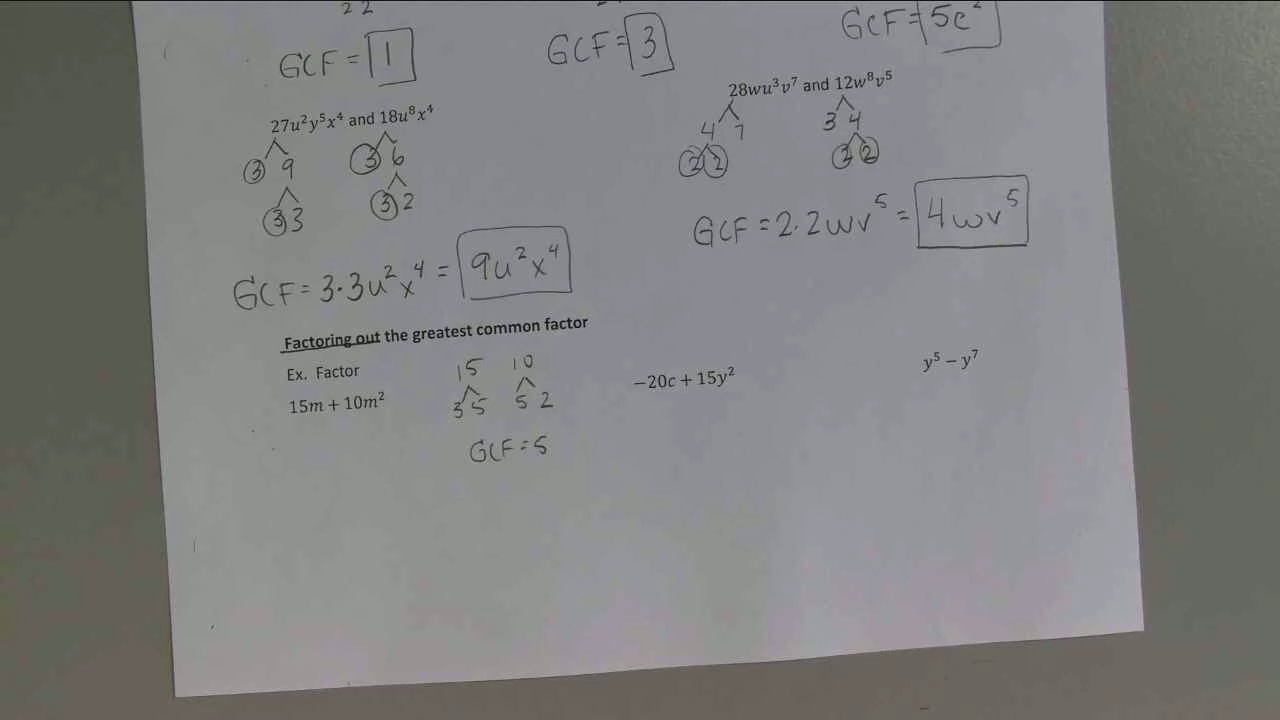 2 2
GCF = 1
GCF = 3
GCF = 5c²
27u²y⁵x⁴ and 18u⁸x⁴
3 9 3 6
3 3 3 2
GCF = 3·3u²x⁴ = 9u²x⁴
28wu³v⁷ and 12w⁸v⁵
4 7 3 4
2 2 2 2
GCF = 2·2wv⁵ = 4wv⁵
Factoring out the greatest common factor
Ex. Factor
15m + 10m²
15 10
3 5 5 2
GCF = 5
−20c + 15y²
y⁵ − y⁷